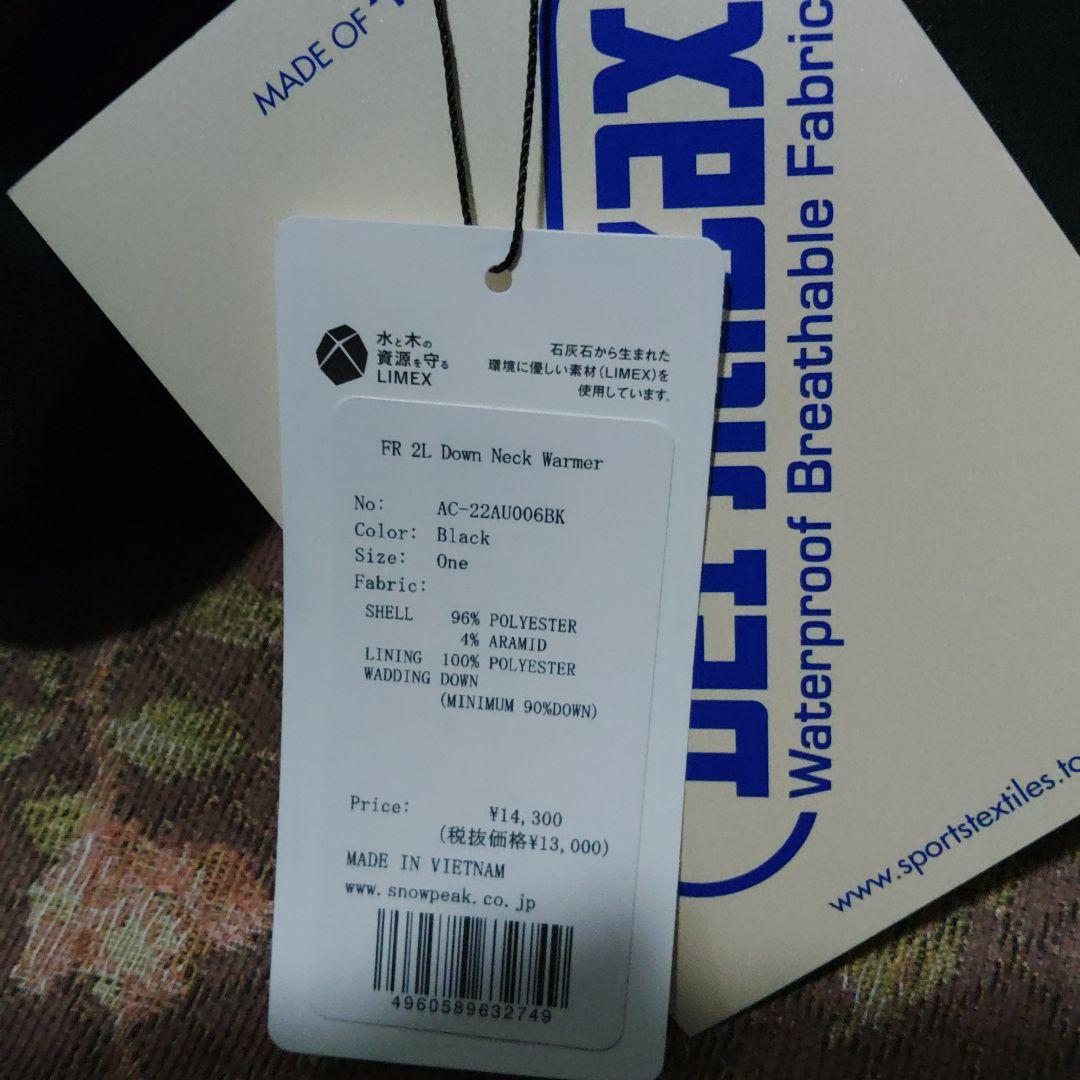 MADE OF
Waterproof Breathable Fabric
www.sportstextiles.to
水と木の
資源を守る
LIMEX
石灰石から生まれた
環境に優しい素材(LIMEX)を
使用しています。
FR 2L Down Neck Warmer
No: AC-22AU006BK
Color: Black
Size: One
Fabric:
SHELL 96% POLYESTER
4% ARAMID
LINING 100% POLYESTER
WADDING DOWN
(MINIMUM 90%DOWN)
Price: ¥14,300
(税抜価格¥13,000)
MADE IN VIETNAM
www.snowpeak.co.jp
4960589632749